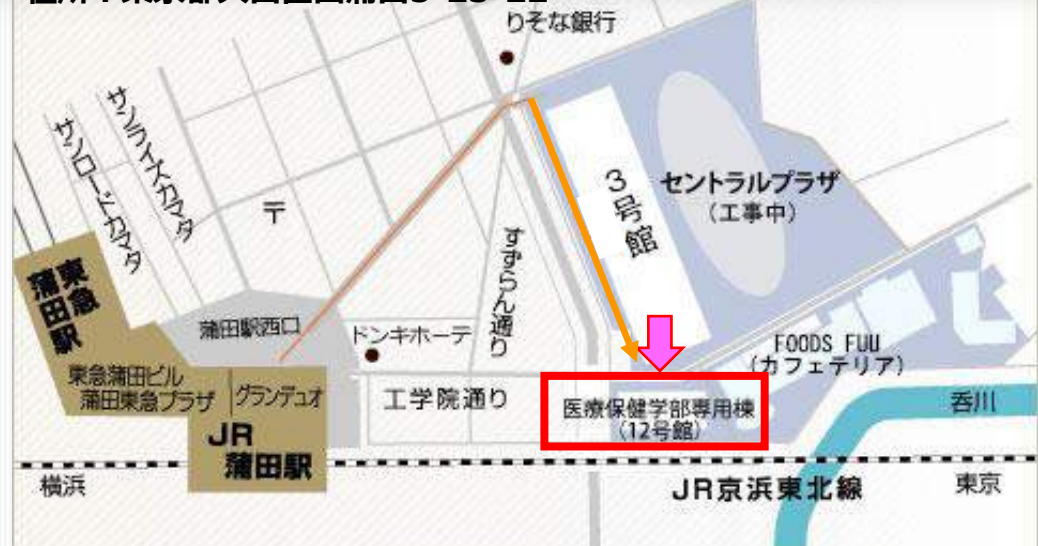 りそな銀行
サンライズカマタ
サンロードカマタ
〒
3号館
セントラルプラザ
(工事中)
すずらん通り
東急
蒲田駅
蒲田駅西口
ドンキホーテ
FOODS FUU
(カフェテリア)
東急蒲田ビル
蒲田東急プラザ
グランデュオ
工学院通り
医療保健学部専用棟
(12号館)
呑川
JR
蒲田駅
横浜
JR京浜東北線
東京